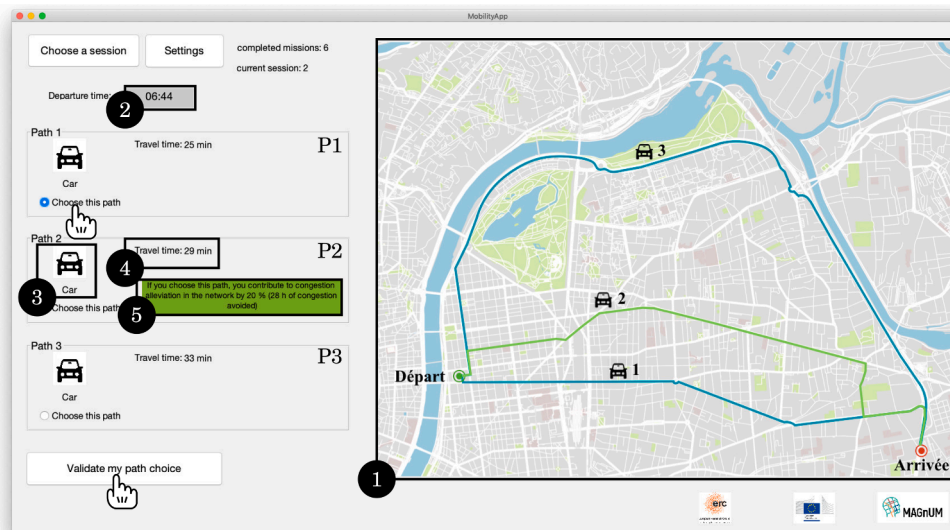 MobilityApp
Choose a session
Settings
completed missions: 6
current session: 2
Departure time:
06:44
2
Path 1
P1
Travel time: 25 min
Car
Choose this path
Path 2
P2
Travel time: 29 min
4
Car
3
If you choose this path, you contribute to congestion
alleviation in the network by 20 % (28 h of congestion
avoided)
5
Choose this path
Path 3
P3
Travel time: 33 min
Car
Choose this path
Validate my path choice
3
2
1
Départ
Arrivée
1
erc
MAGnUM